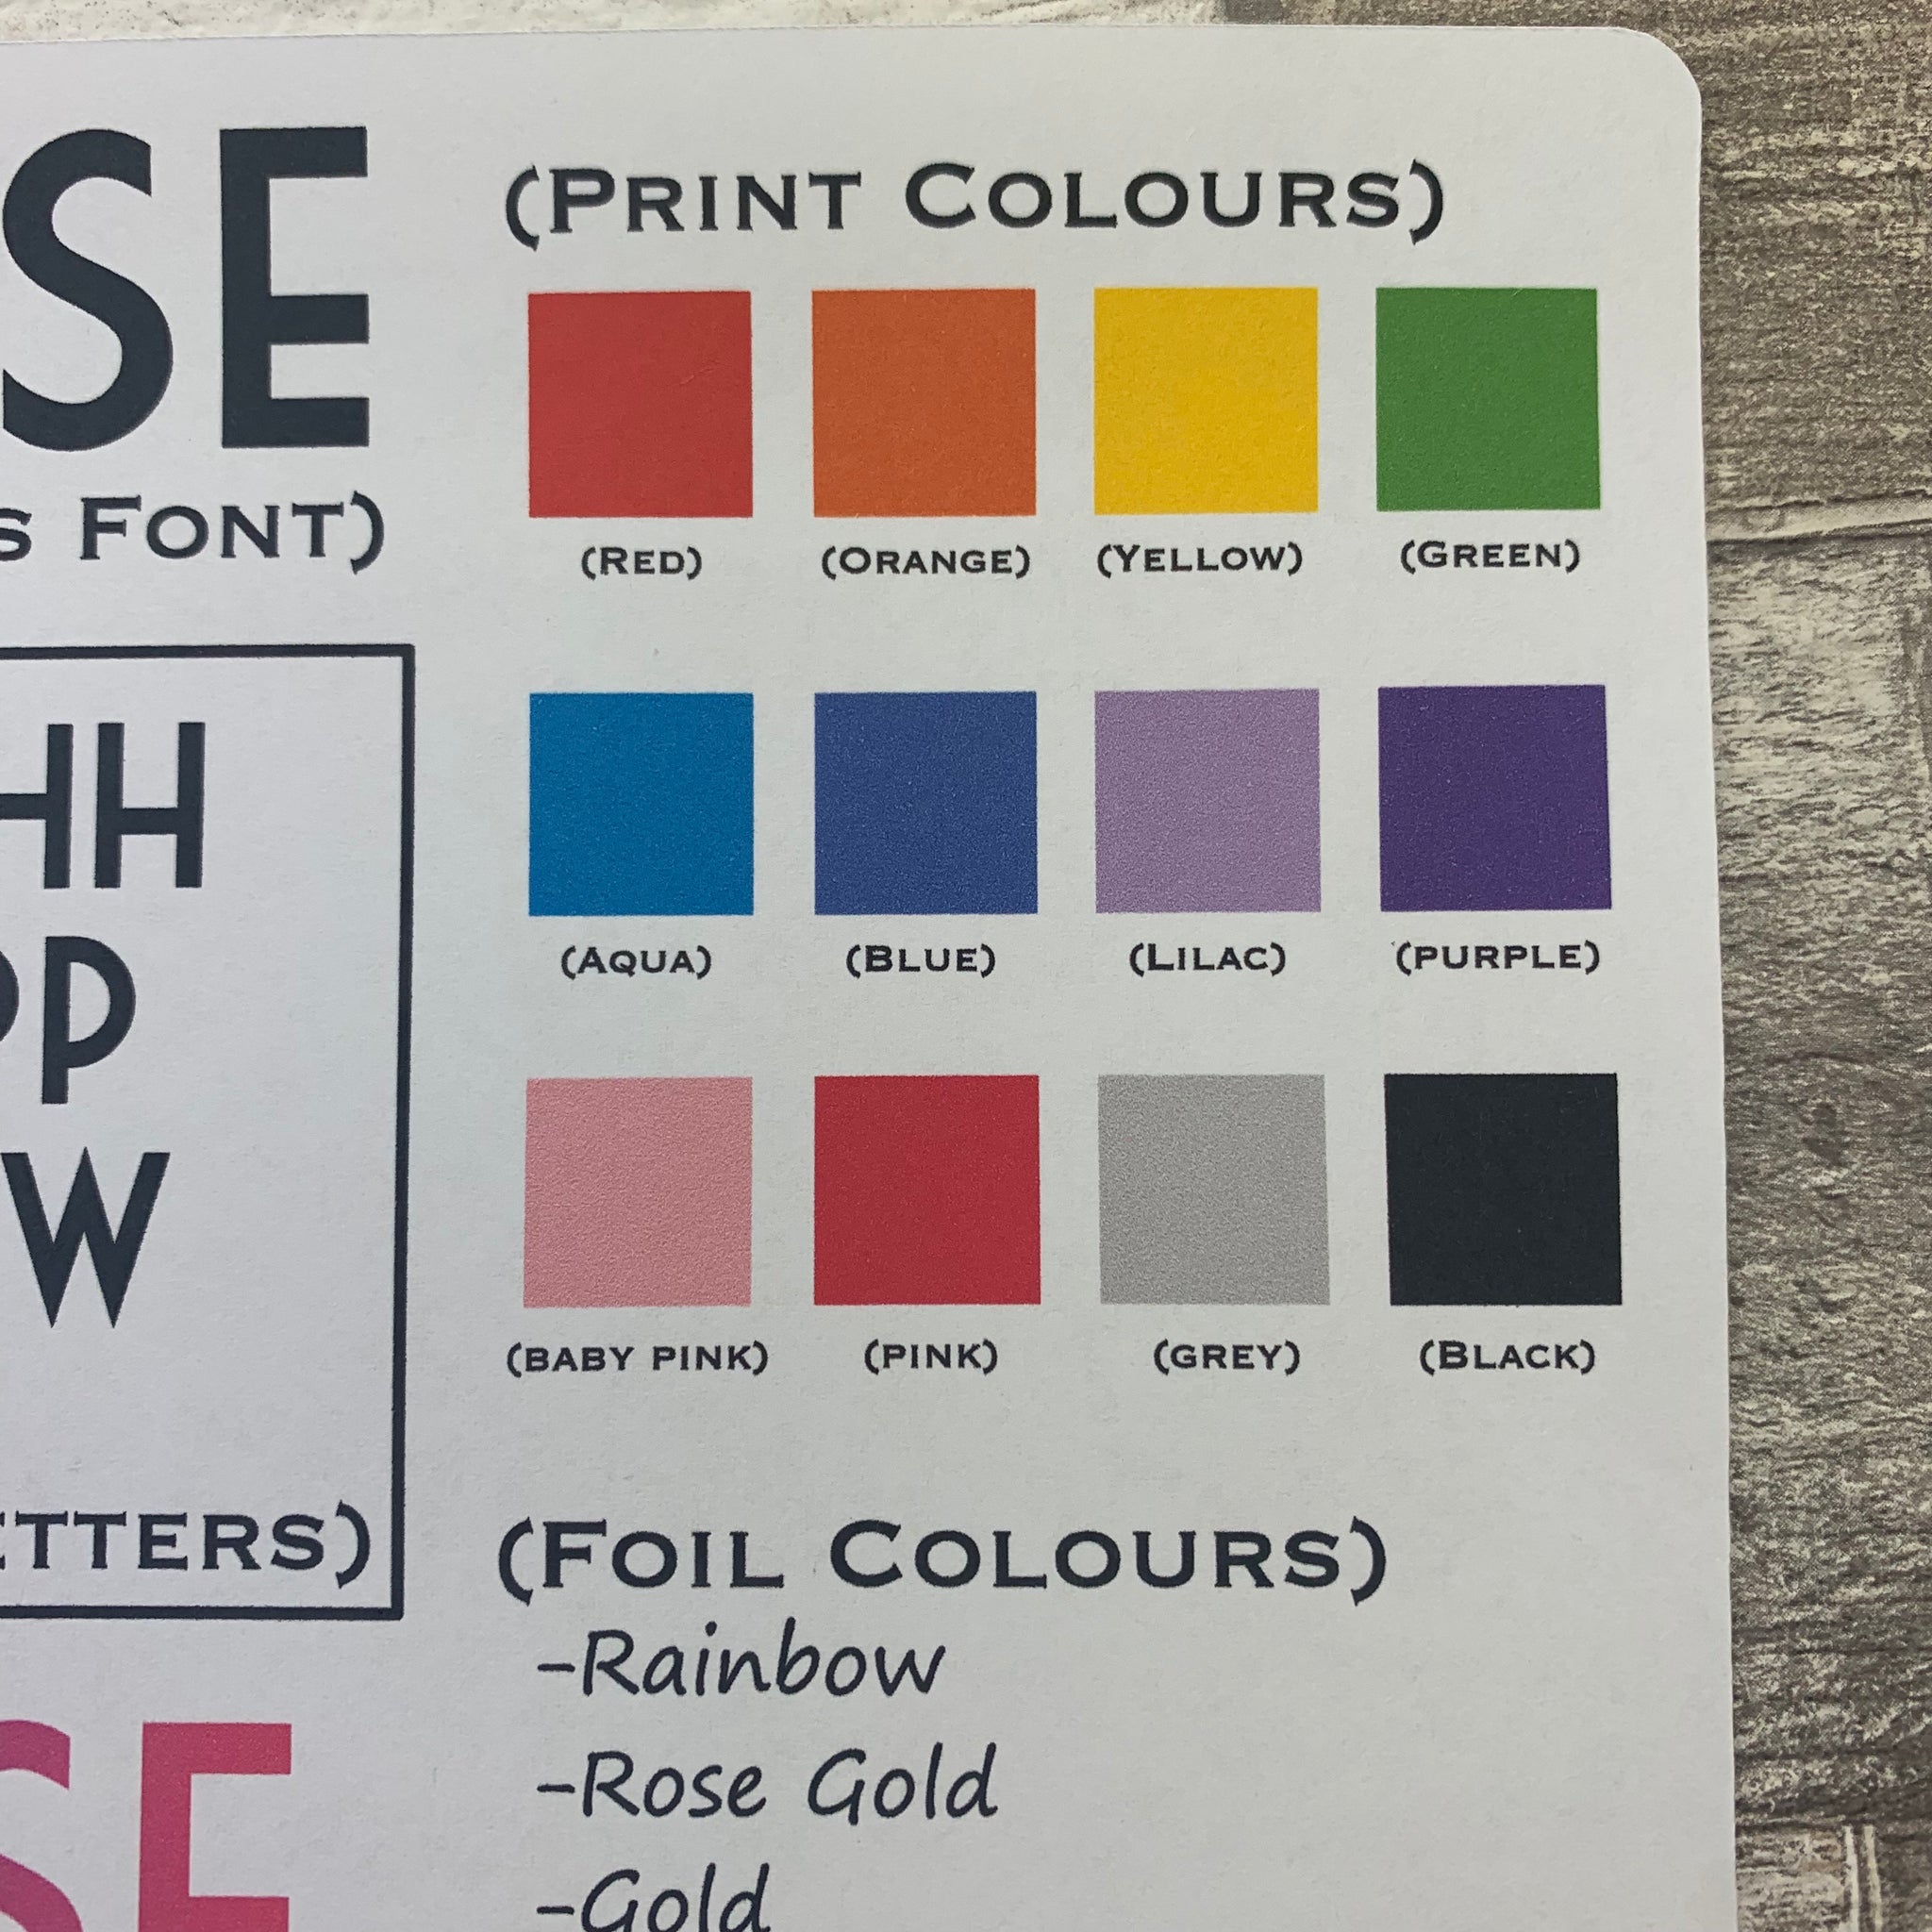 SE
S FONT)
HH
PP
W
ETTERS)
SE
(PRINT COLOURS)
(RED) (ORANGE) (YELLOW) (GREEN)
(AQUA) (BLUE) (LILAC) (PURPLE)
(BABY PINK) (PINK) (GREY) (BLACK)
(FOIL COLOURS)
-Rainbow
-Rose Gold
-Gold